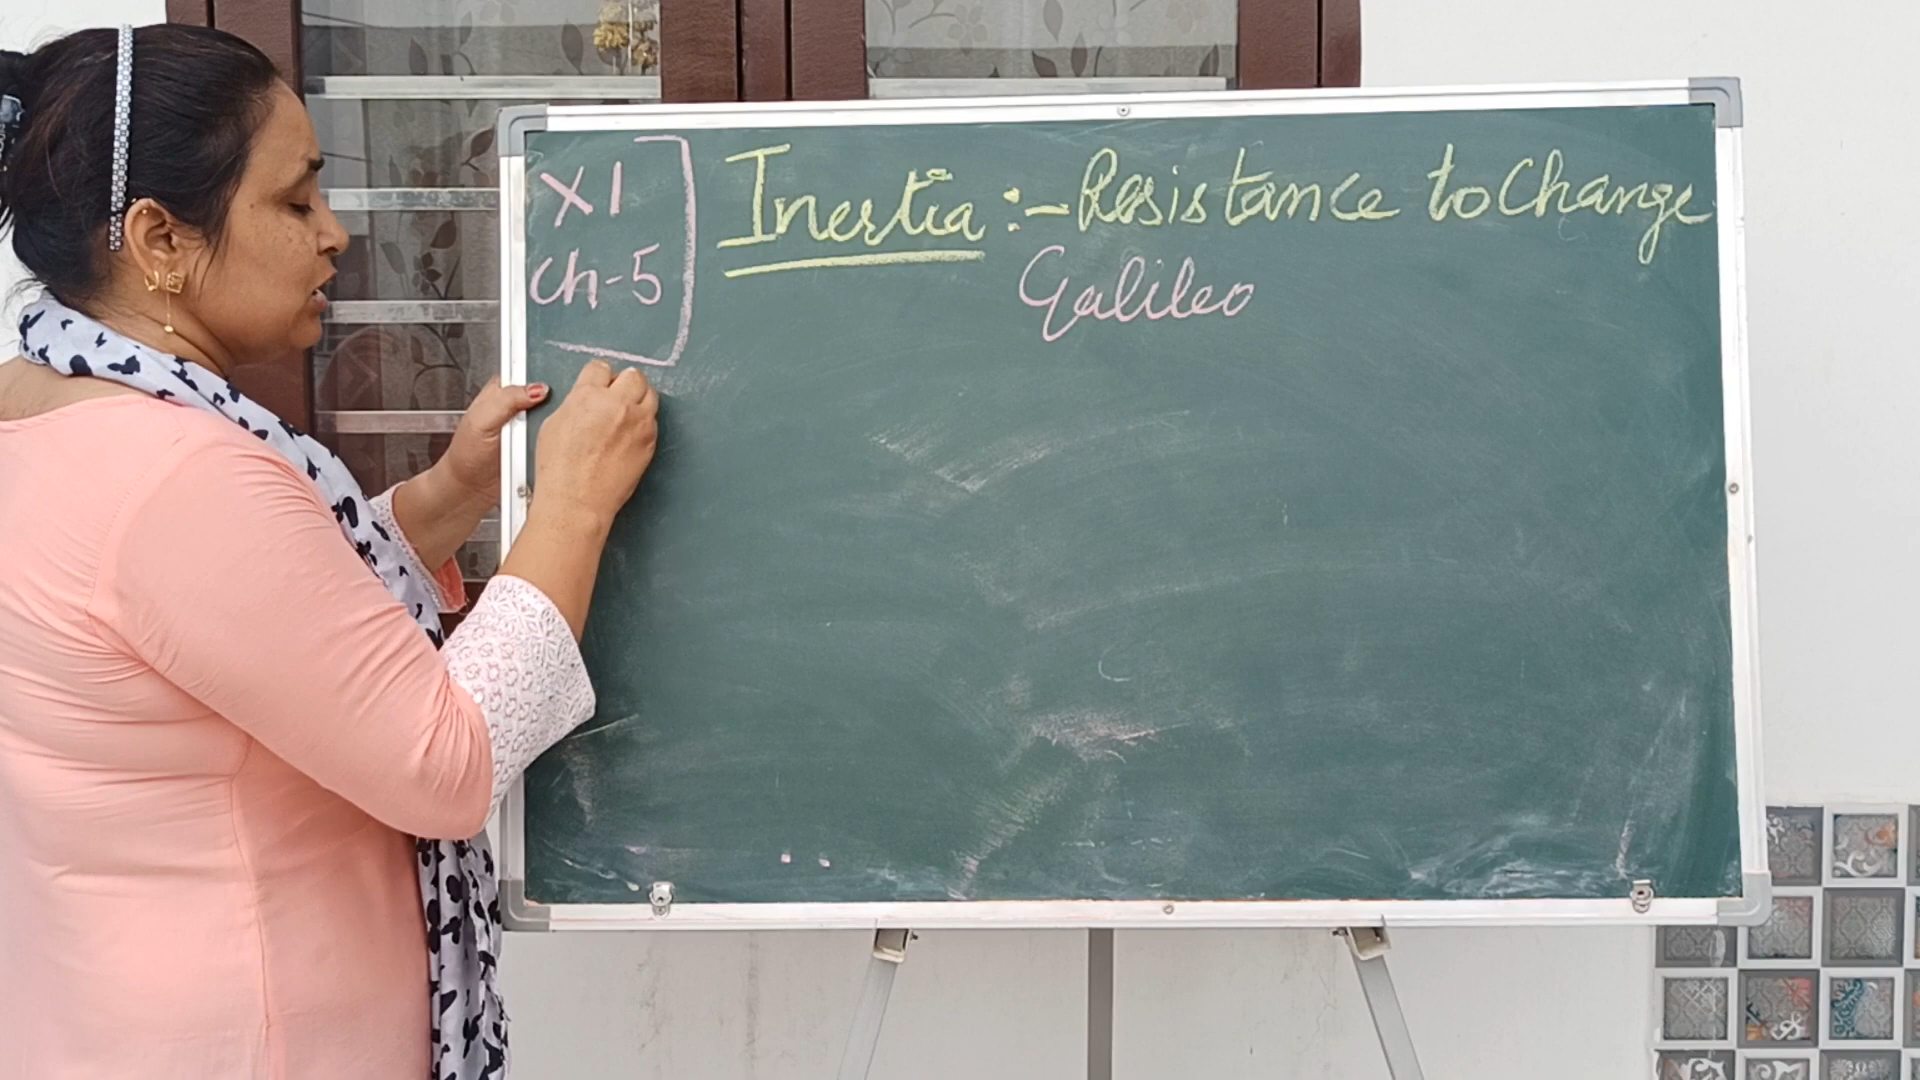 XI
Ch-5
Inertia :- Resistance to Change
Galileo